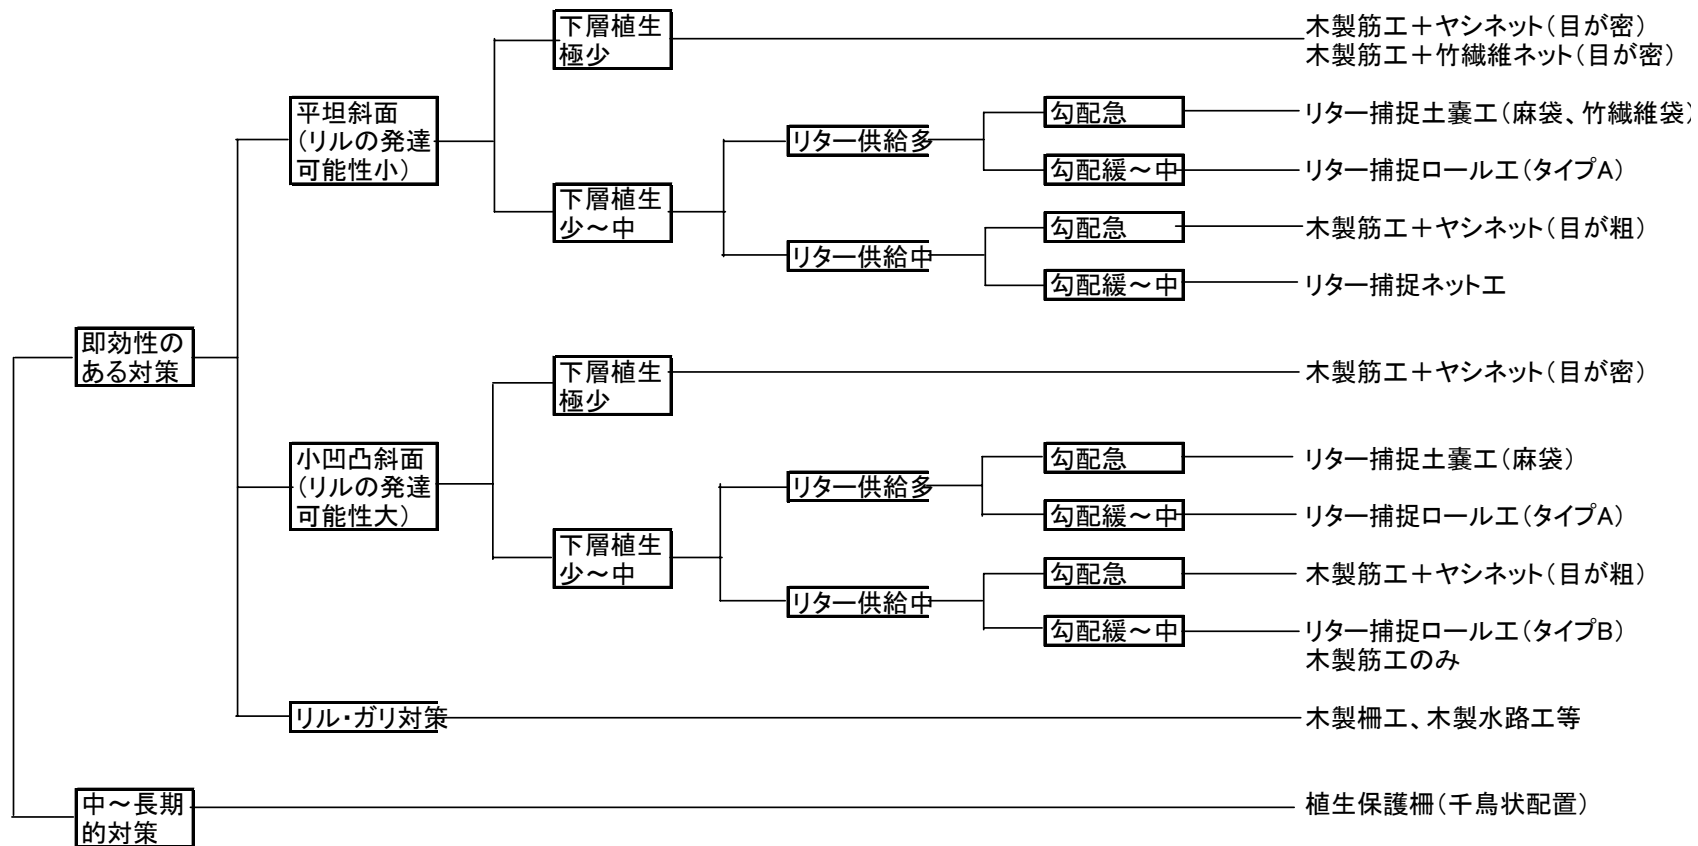 下層植生
極少
木製筋工＋ヤシネット（目が密）
木製筋工＋竹繊維ネット（目が密）
平坦斜面
（リルの発達
可能性小）
リター供給多
勾配急
リター捕捉土嚢工（麻袋、竹繊維袋）
勾配緩～中
リター捕捉ロール工（タイプA）
下層植生
少～中
リター供給中
勾配急
木製筋工＋ヤシネット（目が粗）
勾配緩～中
リター捕捉ネット工
即効性の
ある対策
下層植生
極少
木製筋工＋ヤシネット（目が密）
小凹凸斜面
（リルの発達
可能性大）
リター供給多
勾配急
リター捕捉土嚢工（麻袋）
勾配緩～中
リター捕捉ロール工（タイプA）
下層植生
少～中
リター供給中
勾配急
木製筋工＋ヤシネット（目が粗）
勾配緩～中
リター捕捉ロール工（タイプB）
木製筋工のみ
リル・ガリ対策
木製柵工、木製水路工等
中～長期
的対策
植生保護柵（千鳥状配置）